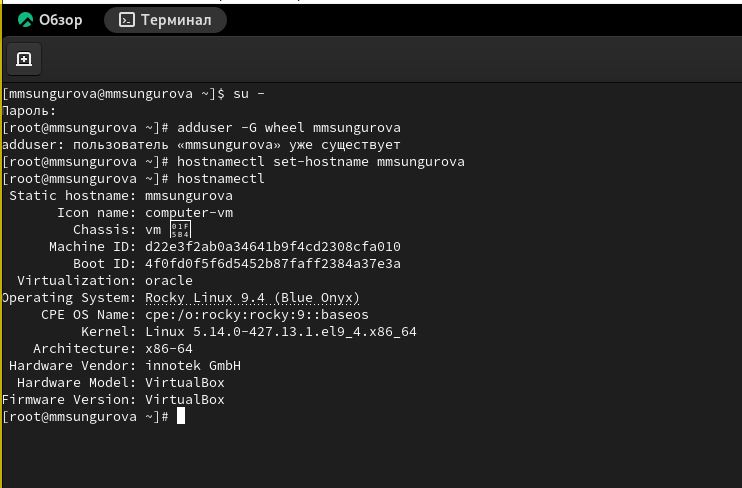 Обзор
Терминал
[mmsungurova@mmsungurova ~]$ su -
Пароль:
[root@mmsungurova ~]# adduser -G wheel mmsungurova
adduser: пользователь «mmsungurova» уже существует
[root@mmsungurova ~]# hostnamectl set-hostname mmsungurova
[root@mmsungurova ~]# hostnamectl
Static hostname: mmsungurova
Icon name: computer-vm
Chassis: vm
Machine ID: d22e3f2ab0a34641b9f4cd2308cfa010
Boot ID: 4f0fd0f5f6d5452b87faff2384a37e3a
Virtualization: oracle
Operating System: Rocky Linux 9.4 (Blue Onyx)
CPE OS Name: cpe:/o:rocky:rocky:9::baseos
Kernel: Linux 5.14.0-427.13.1.el9_4.x86_64
Architecture: x86-64
Hardware Vendor: innotek GmbH
Hardware Model: VirtualBox
Firmware Version: VirtualBox
[root@mmsungurova ~]#